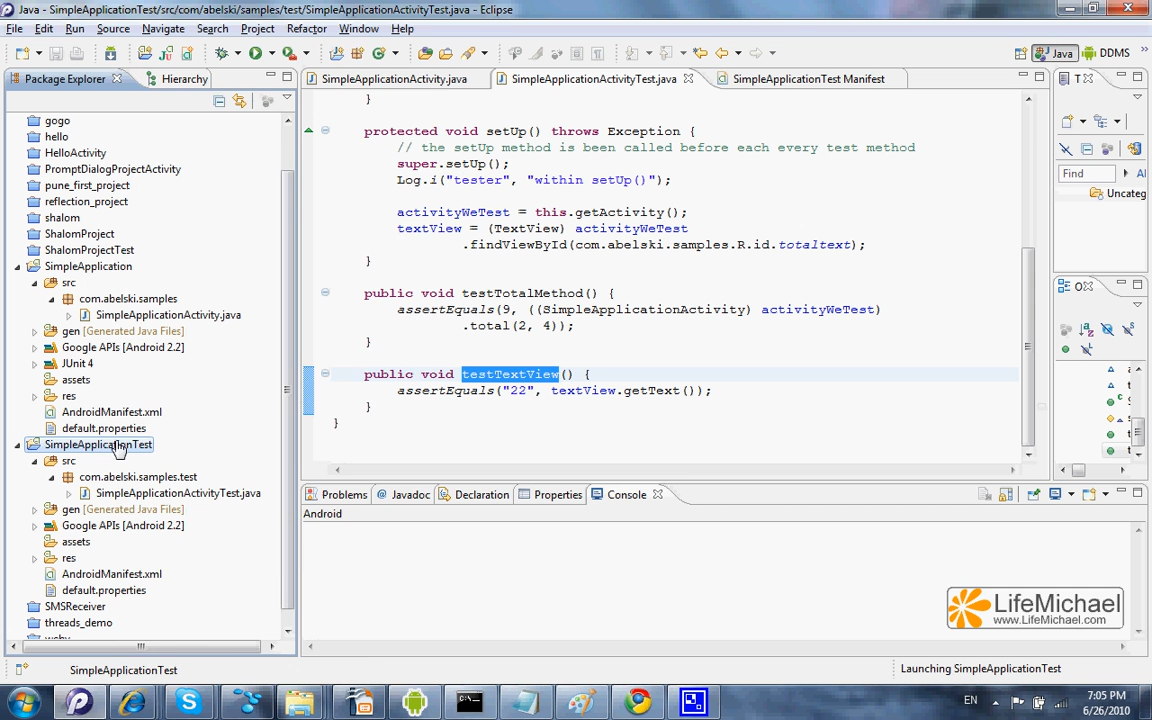 Java - SimpleApplicationTest/src/com/abelski/samples/test/SimpleApplicationActivityTest.java - Eclipse
File Edit Run Source Navigate Search Project Refactor Window Help
Java DDMS
Package Explorer Hierarchy
SimpleApplicationActivity.java SimpleApplicationActivityTest.java SimpleApplicationTest Manifest
gogo
hello
HelloActivity
PromptDialogProjectActivity
pune_first_project
reflection_project
shalom
ShalomProject
ShalomProjectTest
SimpleApplication
src
com.abelski.samples
SimpleApplicationActivity.java
gen [Generated Java Files]
Google APIs [Android 2.2]
JUnit 4
assets
res
AndroidManifest.xml
default.properties
SimpleApplicationTest
src
com.abelski.samples.test
SimpleApplicationActivityTest.java
gen [Generated Java Files]
Google APIs [Android 2.2]
assets
res
AndroidManifest.xml
default.properties
SMSReceiver
threads_demo
}
protected void setUp() throws Exception {
// the setUp method is been called before each every test method
super.setUp();
Log.i("tester", "within setUp()");
activityWeTest = this.getActivity();
textView = (TextView) activityWeTest
.findViewById(com.abelski.samples.R.id.totaltext);
}
public void testTotalMethod() {
assertEquals(9, ((SimpleApplicationActivity) activityWeTest)
.total(2, 4));
}
public void testTextView() {
assertEquals("22", textView.getText());
}
}
T
Find Al
Uncateg
O
Problems Javadoc Declaration Properties Console
Android
LifeMichael
www.LifeMichael.com
SimpleApplicationTest
Launching SimpleApplicationTest
EN
7:05 PM
6/26/2010